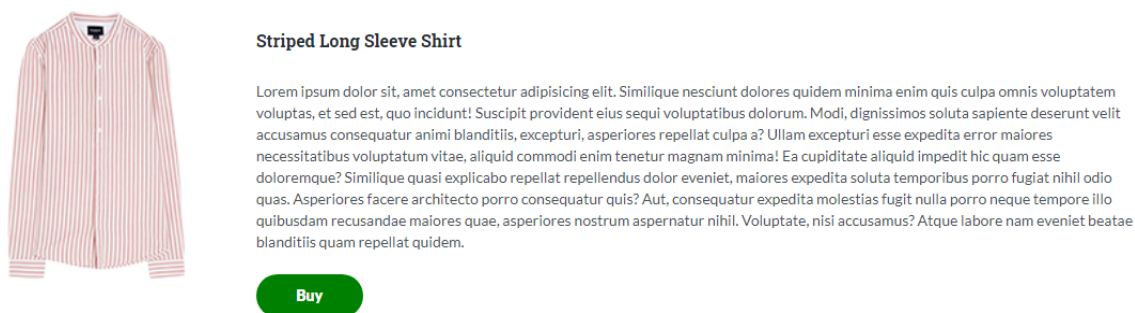 Striped Long Sleeve Shirt
Lorem ipsum dolor sit, amet consectetur adipisicing elit. Similique nesciunt dolores quidem minima enim quis culpa omnis voluptatem
voluptas, et sed est, quo incidunt! Suscipit provident eius sequi voluptatibus dolorum. Modi, dignissimos soluta sapiente deserunt velit
accusamus consequatur animi blanditiis, excepturi, asperiores repellat culpa a? Ullam excepturi esse expedita error maiores
necessitatibus voluptatum vitae, aliquid commodi enim tenetur magnam minima! Ea cupiditate aliquid impedit hic quam esse
doloremque? Similique quasi explicabo repellat repellendus dolor eveniet, maiores expedita soluta temporibus porro fugiat nihil odio
quas. Asperiores facere architecto porro consequatur quis? Aut, consequatur expedita molestias fugit nulla porro neque tempore illo
quibusdam recusandae maiores quae, asperiores nostrum aspernatur nihil. Voluptate, nisi accusamus? Atque labore nam eveniet beatae
blanditiis quam repellat quidem.
Buy